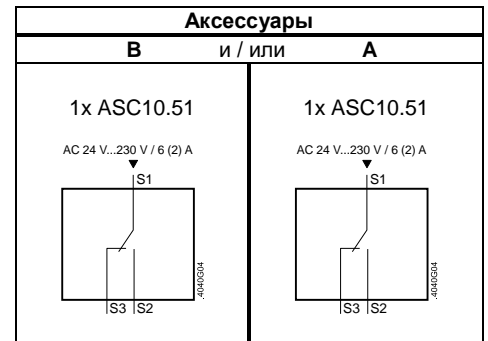 Аксессуары
B и / или A
1x ASC10.51 1x ASC10.51
AC 24 V...230 V / 6 (2) A AC 24 V...230 V / 6 (2) A
S1 S1
4040G04 4040G04
S3 S2 S3 S2